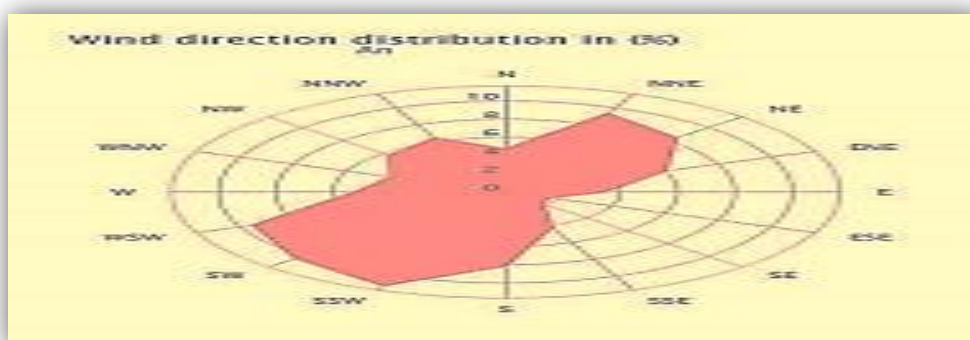 Wind direction distribution in (%)
An
N
NNW
NNE
NW
NE
WNW
ENE
W
E
WSW
ESE
SW
SE
SSW
SSE
S
10
8
6
4
2
0